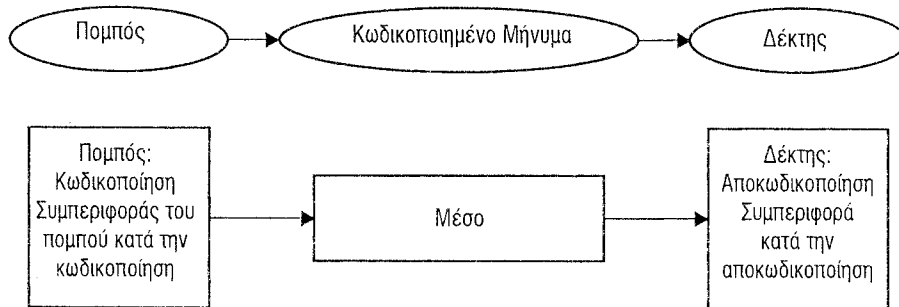 Πομπός
Κωδικοποιημένο Μήνυμα
Δέκτης
Πομπός:
Κωδικοποίηση
Συμπεριφοράς του
πομπού κατά την
κωδικοποίηση
Μέσο
Δέκτης:
Αποκωδικοποίηση
Συμπεριφορά
κατά την
αποκωδικοποίηση